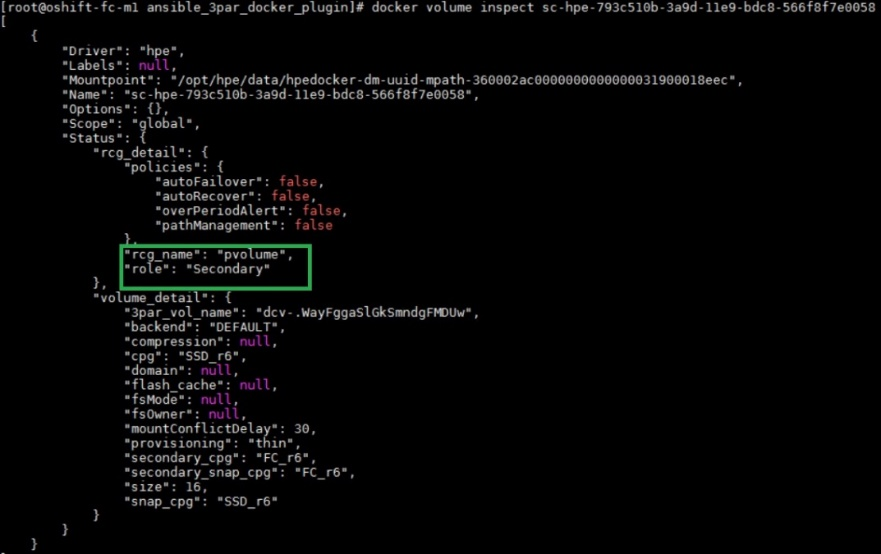 [root@oshift-fc-m1 ansible_3par_docker_plugin]# docker volume inspect sc-hpe-793c510b-3a9d-11e9-bdc8-566f8f7e0058
[
    {
        "Driver": "hpe",
        "Labels": null,
        "Mountpoint": "/opt/hpe/data/hpedocker-dm-uuid-mpath-360002ac0000000000000031900018eec",
        "Name": "sc-hpe-793c510b-3a9d-11e9-bdc8-566f8f7e0058",
        "Options": {},
        "Scope": "global",
        "Status": {
            "rcg_detail": {
                "policies": {
                    "autoFailover": false,
                    "autoRecover": false,
                    "overPeriodAlert": false,
                    "pathManagement": false
                },
                "rcg_name": "pvolume",
                "role": "Secondary"
            },
            "volume_detail": {
                "3par_vol_name": "dcv-.WayFggaSlGkSmndgFMDUw",
                "backend": "DEFAULT",
                "compression": null,
                "cpg": "SSD_r6",
                "domain": null,
                "flash_cache": null,
                "fsMode": null,
                "fsOwner": null,
                "mountConflictDelay": 30,
                "provisioning": "thin",
                "secondary_cpg": "FC_r6",
                "secondary_snap_cpg": "FC_r6",
                "size": 16,
                "snap_cpg": "SSD_r6"
            }
        }
    }